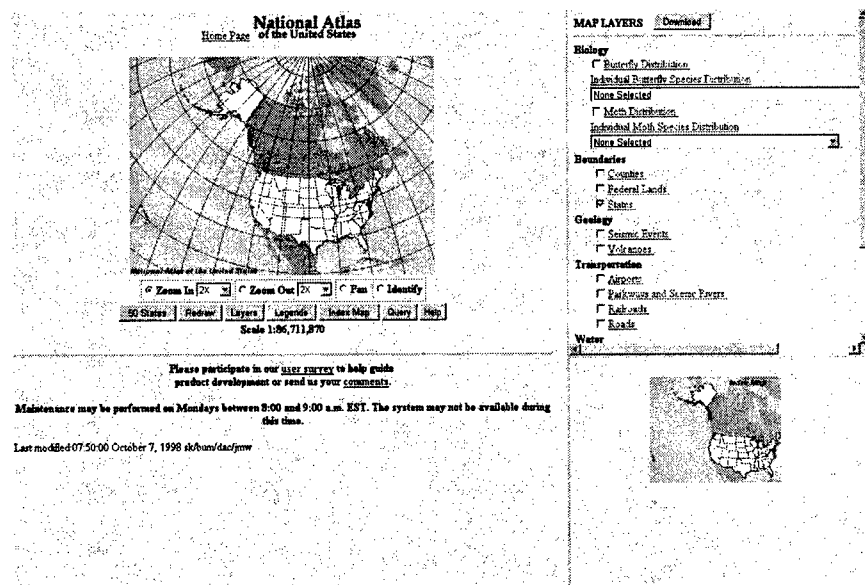 National Atlas
Home Page of the United States
National Atlas of the United States
Zoom In 2X Zoom Out 2X Pan Identify
50 States Redraw Layers Legends Index Map Query Help
Scale 1:86,711,870
Please participate in our user survey to help guide
product development or send us your comments.
Maintenance may be performed on Mondays between 8:00 and 9:00 a.m. EST. The system may not be available during
this time.
Last modified 07:50:00 October 7, 1998 sk/bum/dac/jmw
MAP LAYERS Download
Biology
Butterfly Distribution
Individual Butterfly Species Distribution
None Selected
Moth Distribution
Individual Moth Species Distribution
None Selected
Boundaries
Counties
Federal Lands
States
Geology
Seismic Events
Volcanoes
Transportation
Airports
Parkways and Scenic Rivers
Railroads
Roads
Water